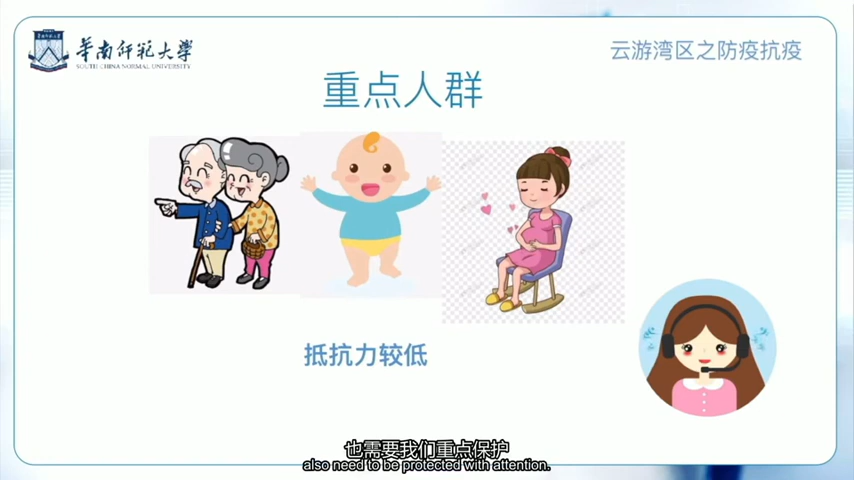 華南師範大學
SOUTH CHINA NORMAL UNIVERSITY
云游湾区之防疫抗疫
重点人群
抵抗力较低
也需要我们重点保护
also need to be protected with attention.